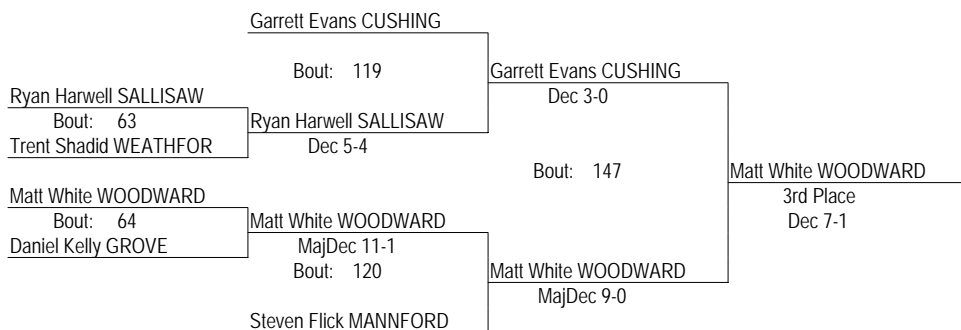 Garrett Evans CUSHING
Bout: 119
Garrett Evans CUSHING
Dec 3-0
Ryan Harwell SALLISAW
Bout: 63
Ryan Harwell SALLISAW
Trent Shadid WEATHFOR
Dec 5-4
Bout: 147
Matt White WOODWARD
3rd Place
Dec 7-1
Matt White WOODWARD
Bout: 64
Matt White WOODWARD
Daniel Kelly GROVE
MajDec 11-1
Bout: 120
Matt White WOODWARD
MajDec 9-0
Steven Flick MANNFORD